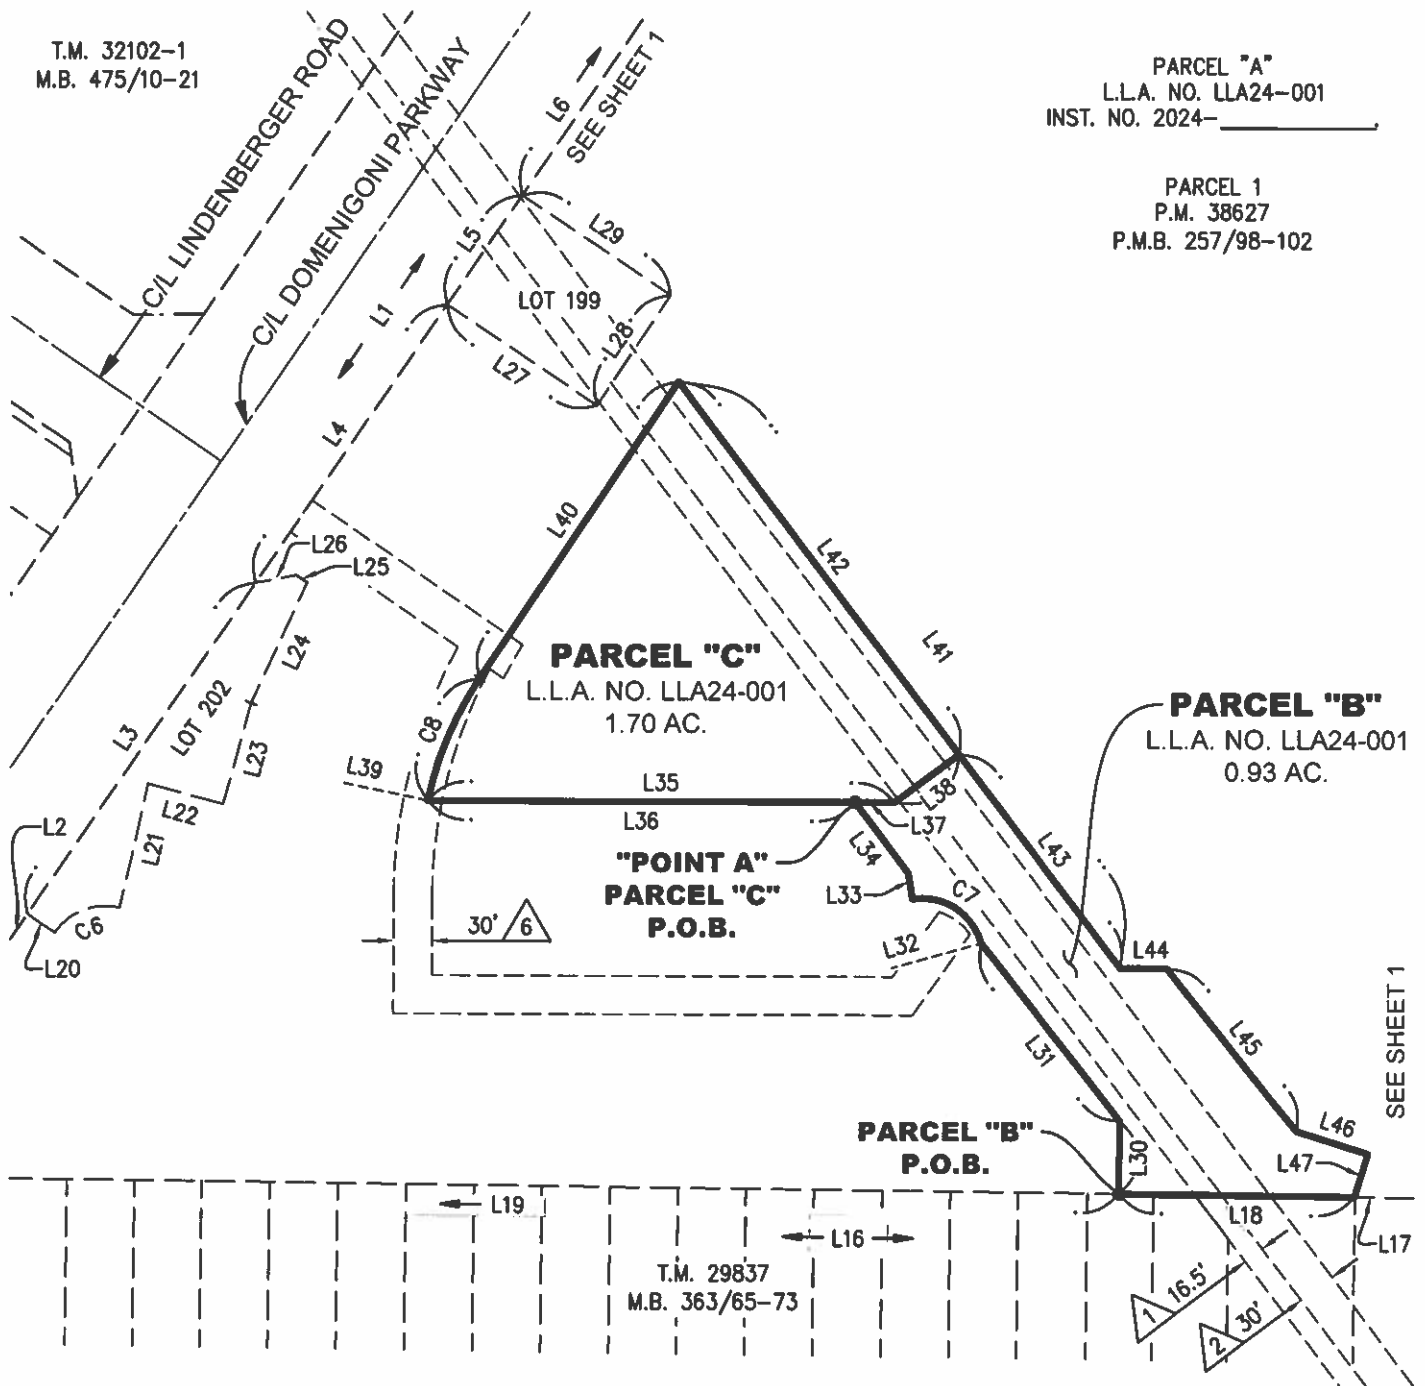 T.M. 32102-1
M.B. 475/10-21
C/L LINDENBERGER ROAD
C/L DOMENIGONI PARKWAY
L6
SEE SHEET 1
PARCEL "A"
L.L.A. NO. LLA24-001
INST. NO. 2024-__________.
PARCEL 1
P.M. 38627
P.M.B. 257/98-102
L5
L29
L1
LOT 199
L28
L27
L4
L40
L42
L26
L25
L24
L41
PARCEL "C"
L.L.A. NO. LLA24-001
1.70 AC.
PARCEL "B"
L.L.A. NO. LLA24-001
0.93 AC.
LOT 202
L3
C8
L23
L39
L35
L38
L22
L36
L37
L2
L21
L34
L43
"POINT A"
PARCEL "C"
P.O.B.
L33
C7
C6
30' 6
L32
L44
L20
SEE SHEET 1
L31
L45
PARCEL "B"
P.O.B.
L30
L46
L47
L19
L18
L16
L17
T.M. 29837
M.B. 363/65-73
1 16.5'
2 30'